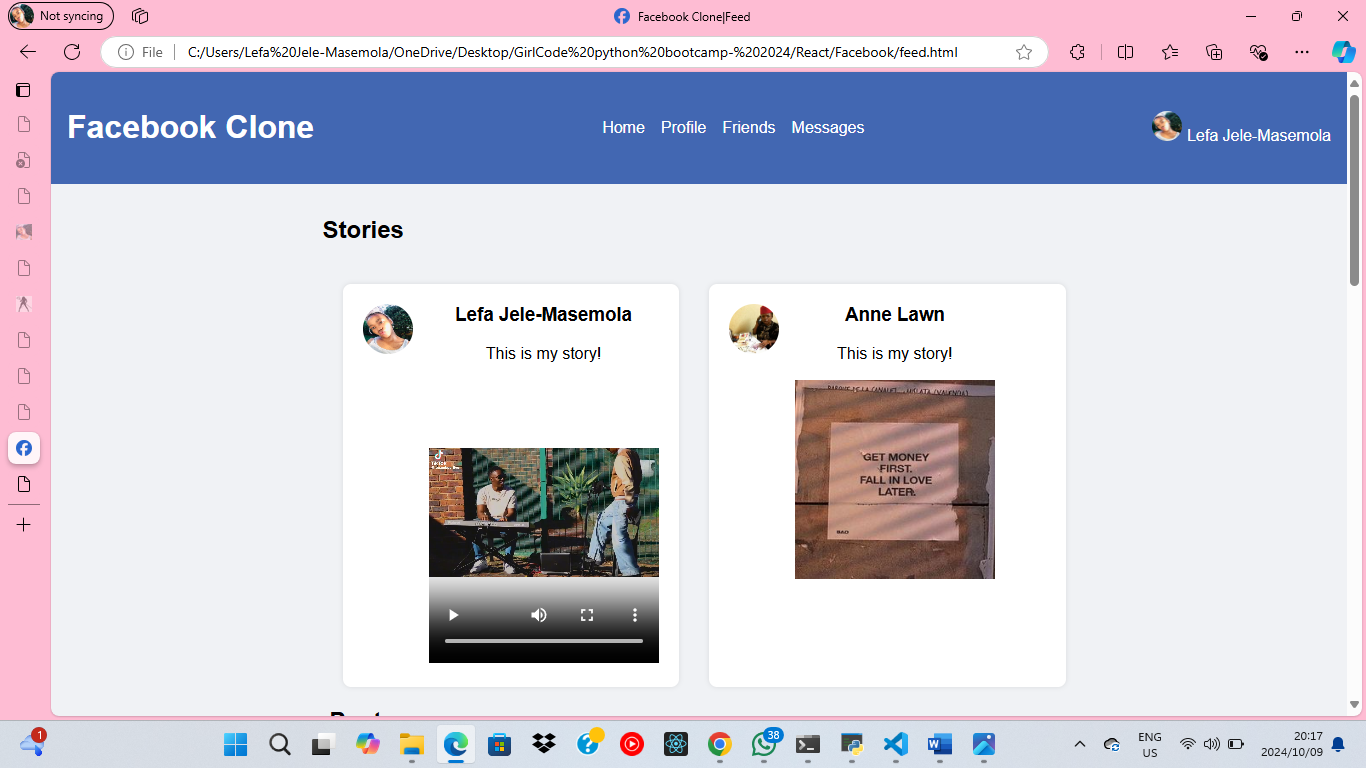 Not syncing
Facebook Clone|Feed
File
C:/Users/Lefa%20Jele-Masemola/OneDrive/Desktop/GirlCode%20python%20bootcamp-%202024/React/Facebook/feed.html
Facebook Clone
Home Profile Friends Messages
Lefa Jele-Masemola
Stories
Lefa Jele-Masemola
This is my story!
TikTok
Anne Lawn
This is my story!
GET MONEY
FIRST.
FALL IN LOVE
LATER.
1
38
ENG
US
20:17
2024/10/09